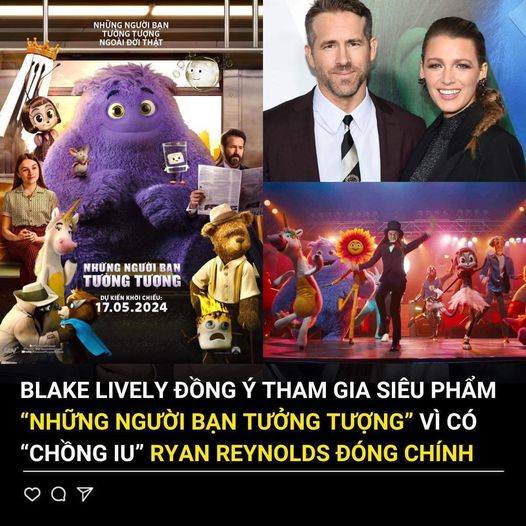 NHỮNG NGƯỜI BẠN
TƯỞNG TƯỢNG
NGOÀI ĐỜI THẬT
NHỮNG NGƯỜI BẠN
TƯỞNG TƯỢNG
DỰ KIẾN KHỞI CHIẾU:
17.05.2024
BLAKE LIVELY ĐỒNG Ý THAM GIA SIÊU PHẨM
“NHỮNG NGƯỜI BẠN TƯỞNG TƯỢNG” VÌ CÓ
“CHỒNG IU” RYAN REYNOLDS ĐÓNG CHÍNH